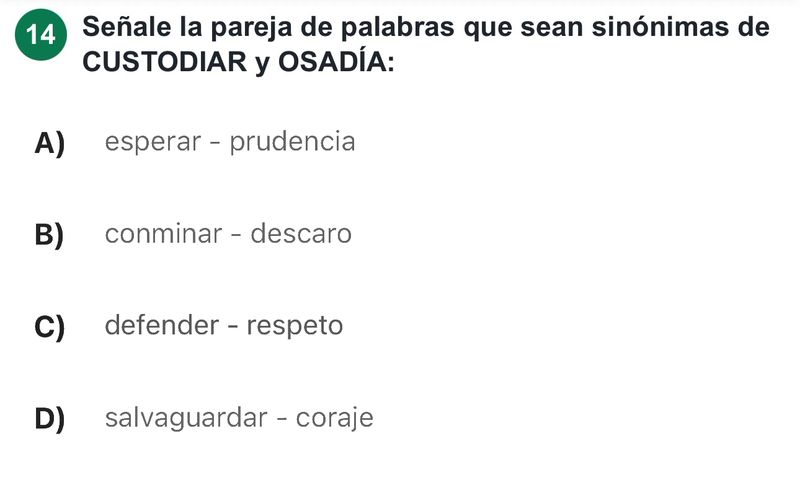 14 Señale la pareja de palabras que sean sinónimas de
CUSTODIAR y OSADÍA:
A) esperar - prudencia
B) conminar - descaro
C) defender - respeto
D) salvaguardar - coraje